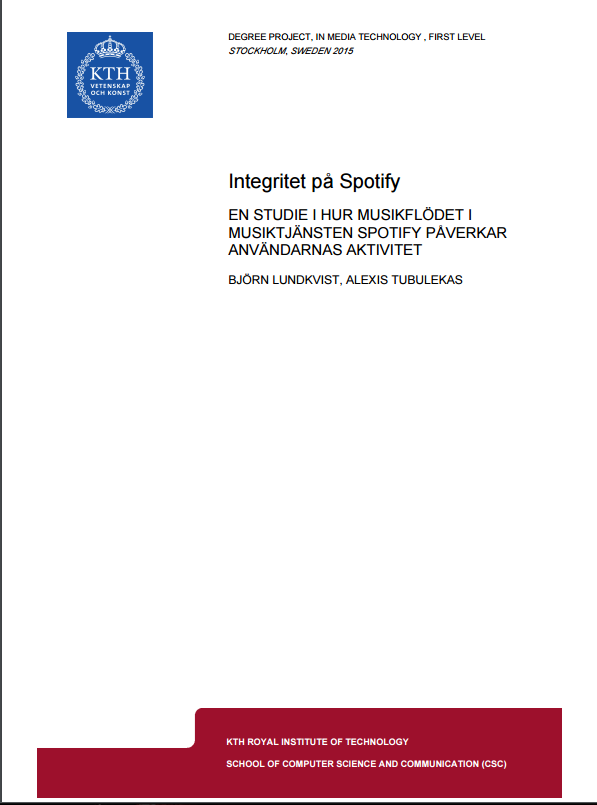 KTH
VETENSKAP
OCH KONST
DEGREE PROJECT, IN MEDIA TECHNOLOGY , FIRST LEVEL
STOCKHOLM, SWEDEN 2015
Integritet på Spotify
EN STUDIE I HUR MUSIKFLÖDET I
MUSIKTJÄNSTEN SPOTIFY PÅVERKAR
ANVÄNDARNAS AKTIVITET
BJÖRN LUNDKVIST, ALEXIS TUBULEKAS
KTH ROYAL INSTITUTE OF TECHNOLOGY
SCHOOL OF COMPUTER SCIENCE AND COMMUNICATION (CSC)